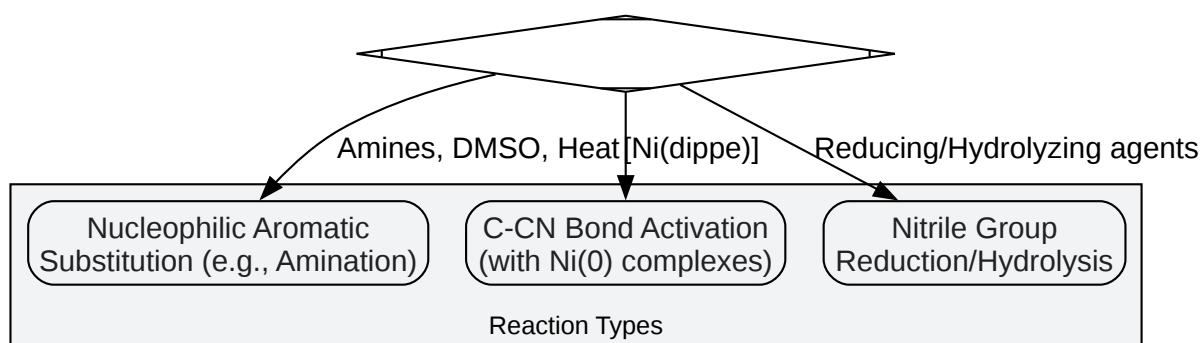 Amines, DMSO, Heat
[Ni(dippe)]
Reducing/Hydrolyzing agents
Nucleophilic Aromatic
Substitution (e.g., Amination)
C-CN Bond Activation
(with Ni(0) complexes)
Nitrile Group
Reduction/Hydrolysis
Reaction Types